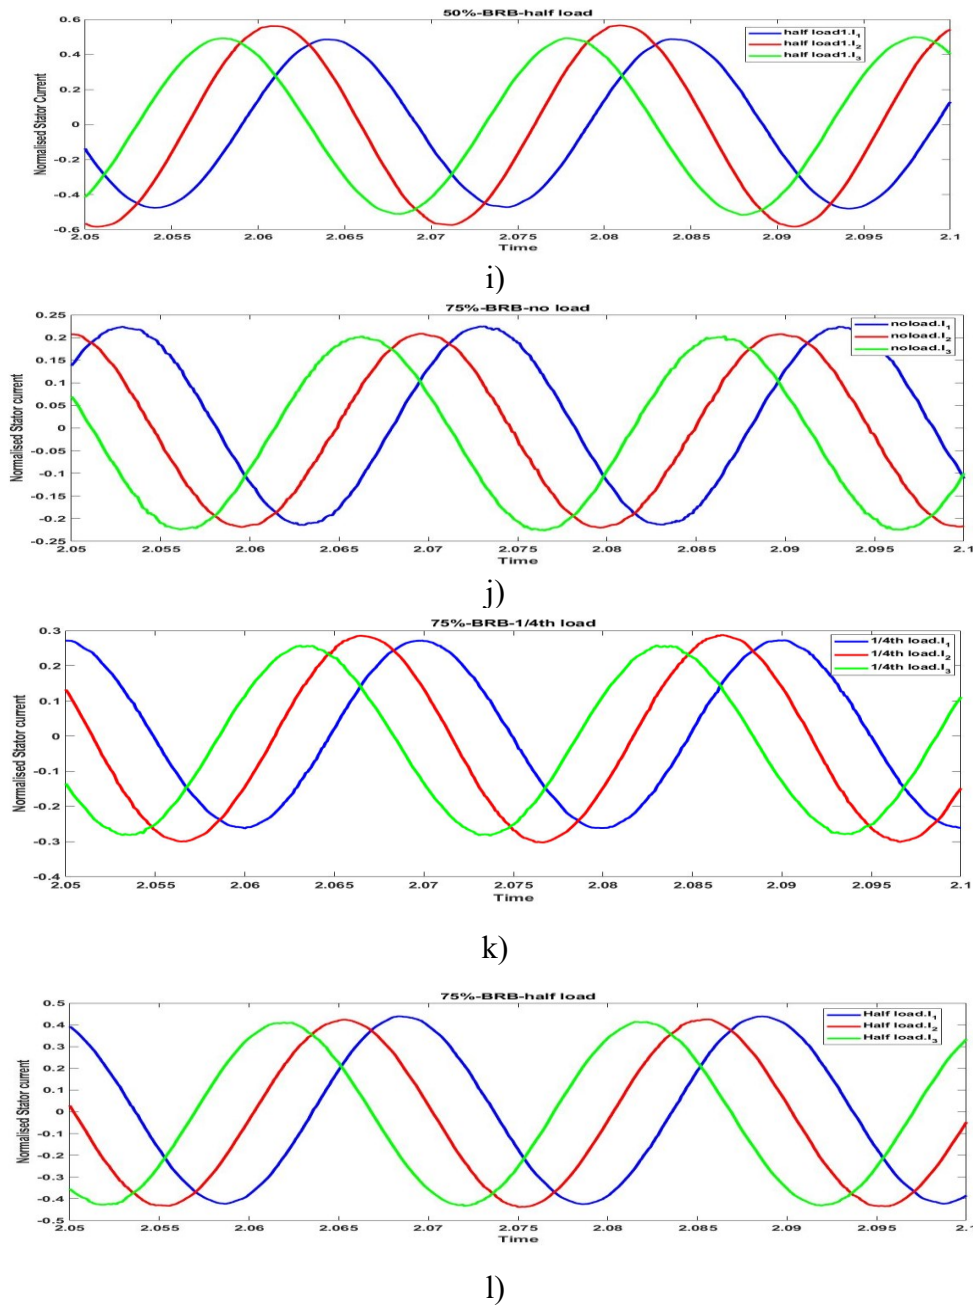 50%-BRB-half load
Normalised Stator Current
0.6
0.4
0.2
0
-0.2
-0.4
-0.6
half load1.I1
half load1.I2
half load1.I3
2.05 2.055 2.06 2.065 2.07 2.075 2.08 2.085 2.09 2.095 2.1
Time
i)
75%-BRB-no load
Normalised Stator current
0.25
0.2
0.15
0.1
0.05
0
-0.05
-0.1
-0.15
-0.2
-0.25
noload.I1
noload.I2
noload.I3
2.05 2.055 2.06 2.065 2.07 2.075 2.08 2.085 2.09 2.095 2.1
Time
j)
75%-BRB-1/4th load
Normalised Stator current
0.3
0.2
0.1
0
-0.1
-0.2
-0.3
-0.4
1/4th load.I1
1/4th load.I2
1/4th load.I3
2.05 2.055 2.06 2.065 2.07 2.075 2.08 2.085 2.09 2.095 2.1
Time
k)
75%-BRB-half load
Normalised Stator current
0.5
0.4
0.3
0.2
0.1
0
-0.1
-0.2
-0.3
-0.4
-0.5
Half load.I1
Half load.I2
Half load.I3
2.05 2.055 2.06 2.065 2.07 2.075 2.08 2.085 2.09 2.095 2.1
Time
l)